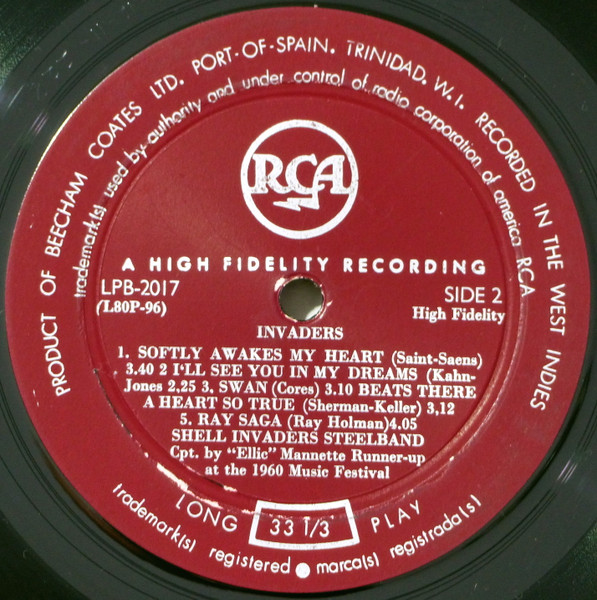 PRODUCT OF BEECHAM COATES LTD. PORT-OF-SPAIN. TRINIDAD. W.I. RECORDED IN THE WEST INDIES
trademark(s) used by authority and under control of radio corporation of america RCA
RCA
A HIGH FIDELITY RECORDING
LPB-2017
(L80P-96)
SIDE 2
High Fidelity
INVADERS
1. SOFTLY AWAKES MY HEART (Saint-Saens)
3.40 2 I'LL SEE YOU IN MY DREAMS (Kahn-
Jones 2.25 3. SWAN (Cores) 3.10 BEATS THERE
A HEART SO TRUE (Sherman-Keller) 3,12
5. RAY SAGA (Ray Holman)4.05
SHELL INVADERS STEELBAND
Cpt. by "Ellic" Mannette Runner-up
at the 1960 Music Festival
LONG 33 1/3 PLAY
trademark(s) registered • marca(s) registrada(s)